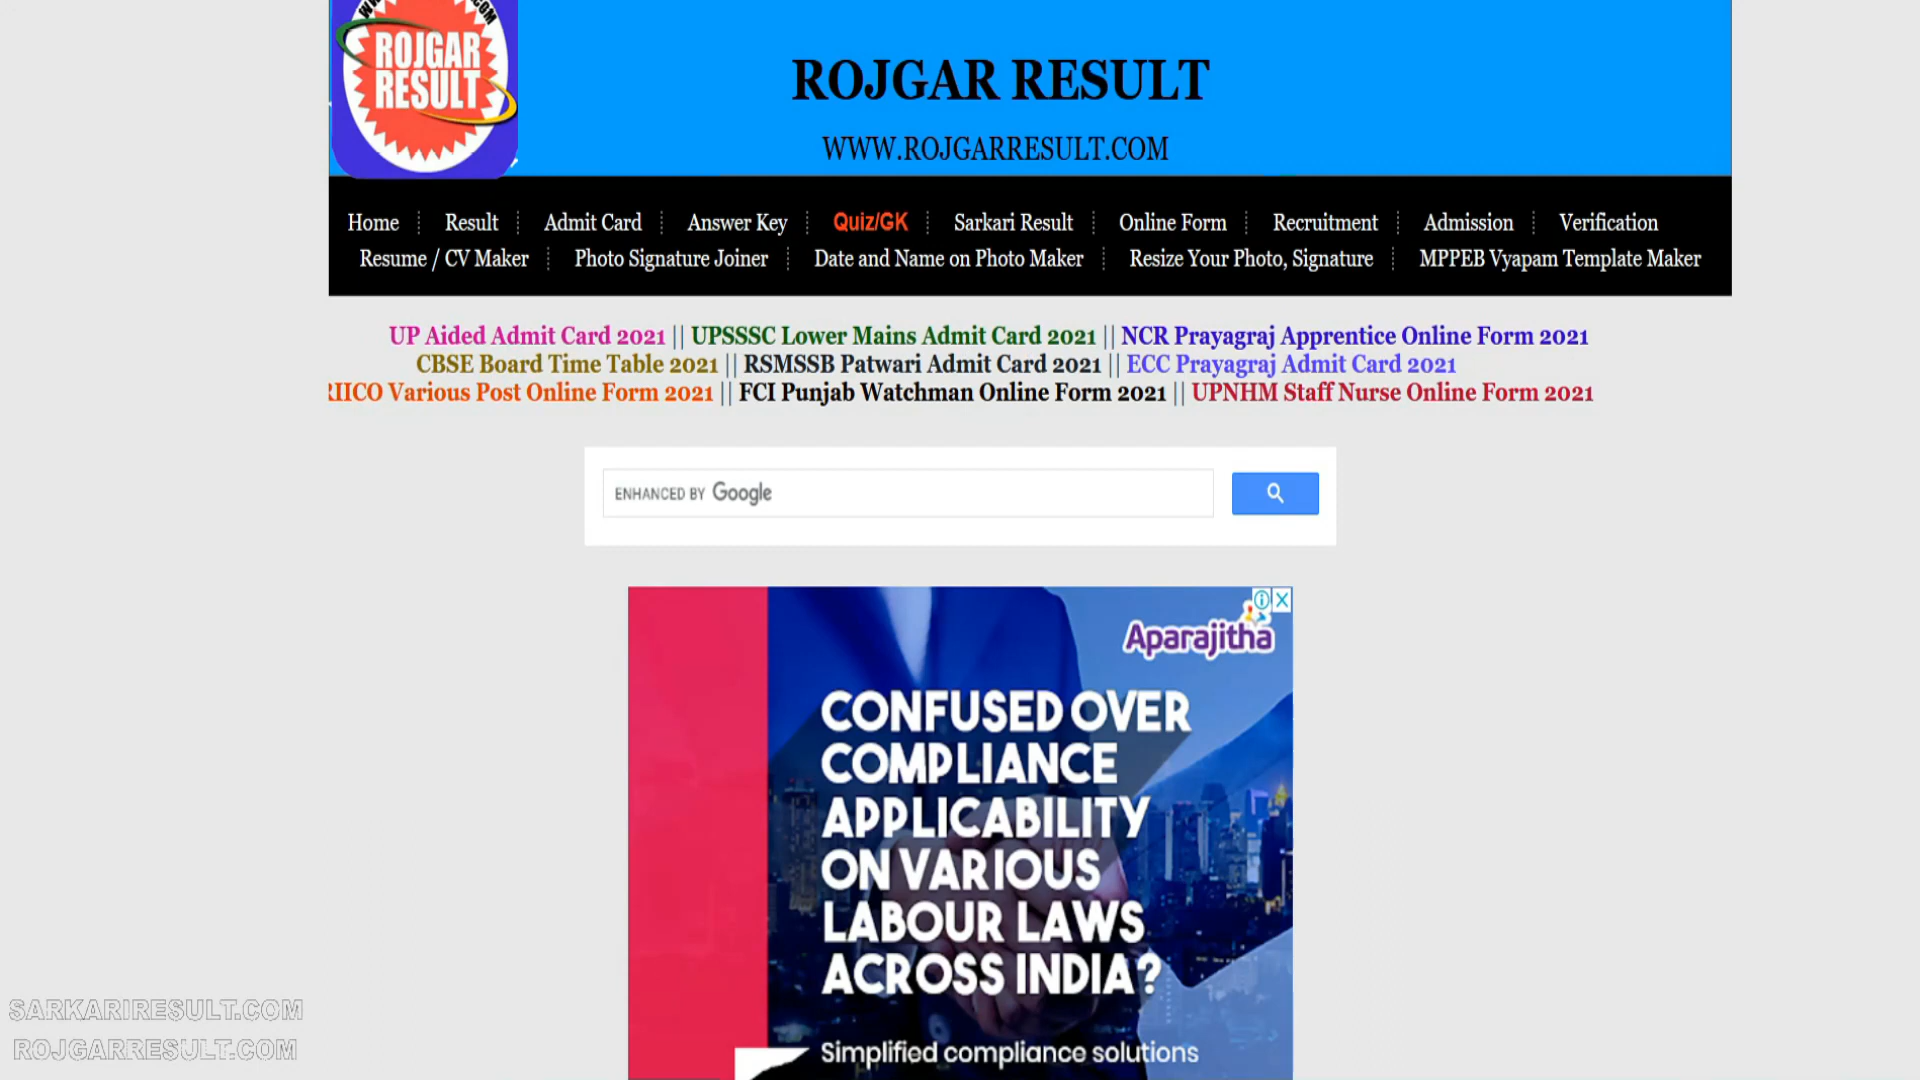 ROJGAR
RESULT
ROJGAR RESULT
WWW.ROJGARRESULT.COM
Home Result Admit Card Answer Key Quiz/GK Sarkari Result Online Form Recruitment Admission Verification
Resume / CV Maker Photo Signature Joiner Date and Name on Photo Maker Resize Your Photo, Signature MPPEB Vyapam Template Maker
UP Aided Admit Card 2021 || UPSSSC Lower Mains Admit Card 2021 || NCR Prayagraj Apprentice Online Form 2021
CBSE Board Time Table 2021 || RSMSSB Patwari Admit Card 2021 || ECC Prayagraj Admit Card 2021
Various Post Online Form 2021 || FCI Punjab Watchman Online Form 2021 || UPNHM Staff Nurse Online Form 2021
ENHANCED BY Google
Aparajitha
CONFUSED OVER
COMPLIANCE
APPLICABILITY
ON VARIOUS
LABOUR LAWS
ACROSS INDIA?
Simplified compliance solutions
SARKARIRESULT.COM
ROJGARRESULT.COM